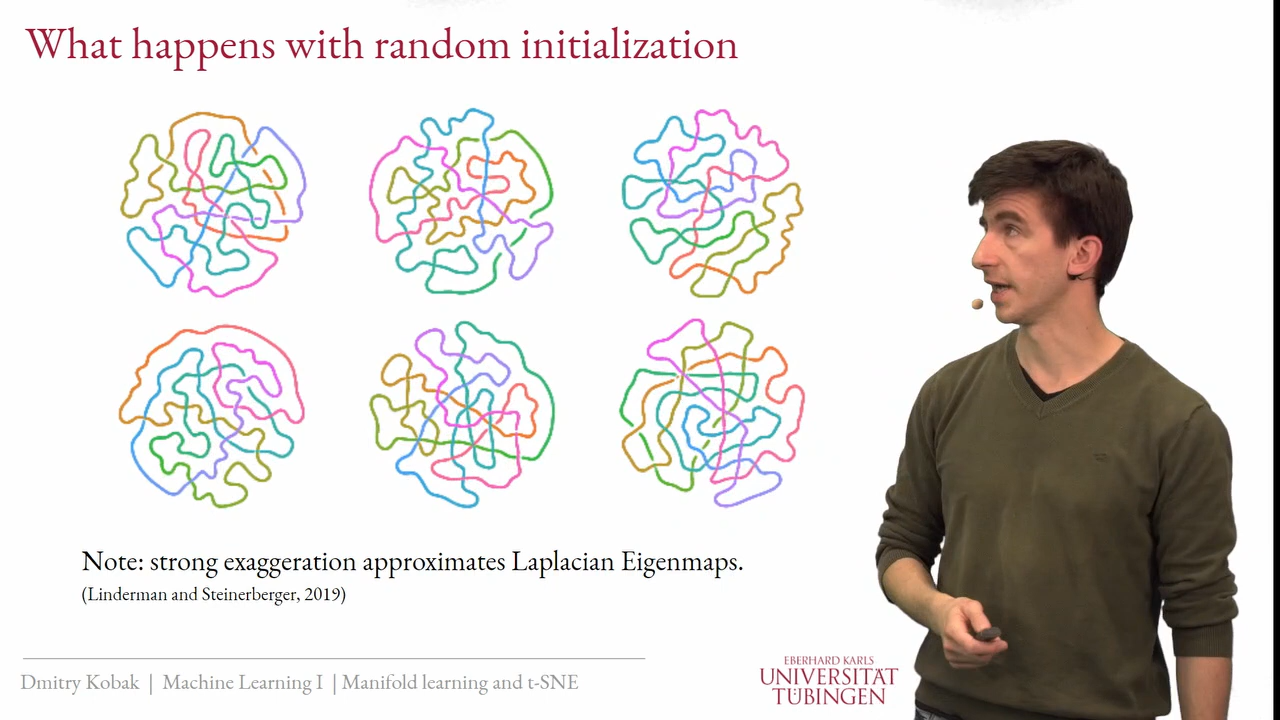 What happens with random initialization
Note: strong exaggeration approximates Laplacian Eigenmaps.
(Linderman and Steinerberger, 2019)
Dmitry Kobak | Machine Learning I | Manifold learning and t-SNE
EBERHARD KARLS
UNIVERSITÄT
TÜBINGEN